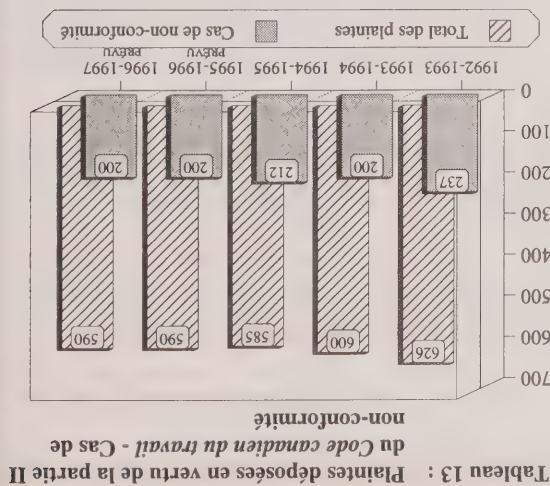 Tableau 13 : Plaintes déposées en vertu de la partie II
du Code canadien du travail - Cas de
non-conformité
700
600
500
400
300
200
100
0
626 600 585 590 590
237 200 212 200 200
1992-1993 1993-1994 1994-1995 1995-1996 1996-1997
PRÉVU PRÉVU
Total des plaintes Cas de non-conformité